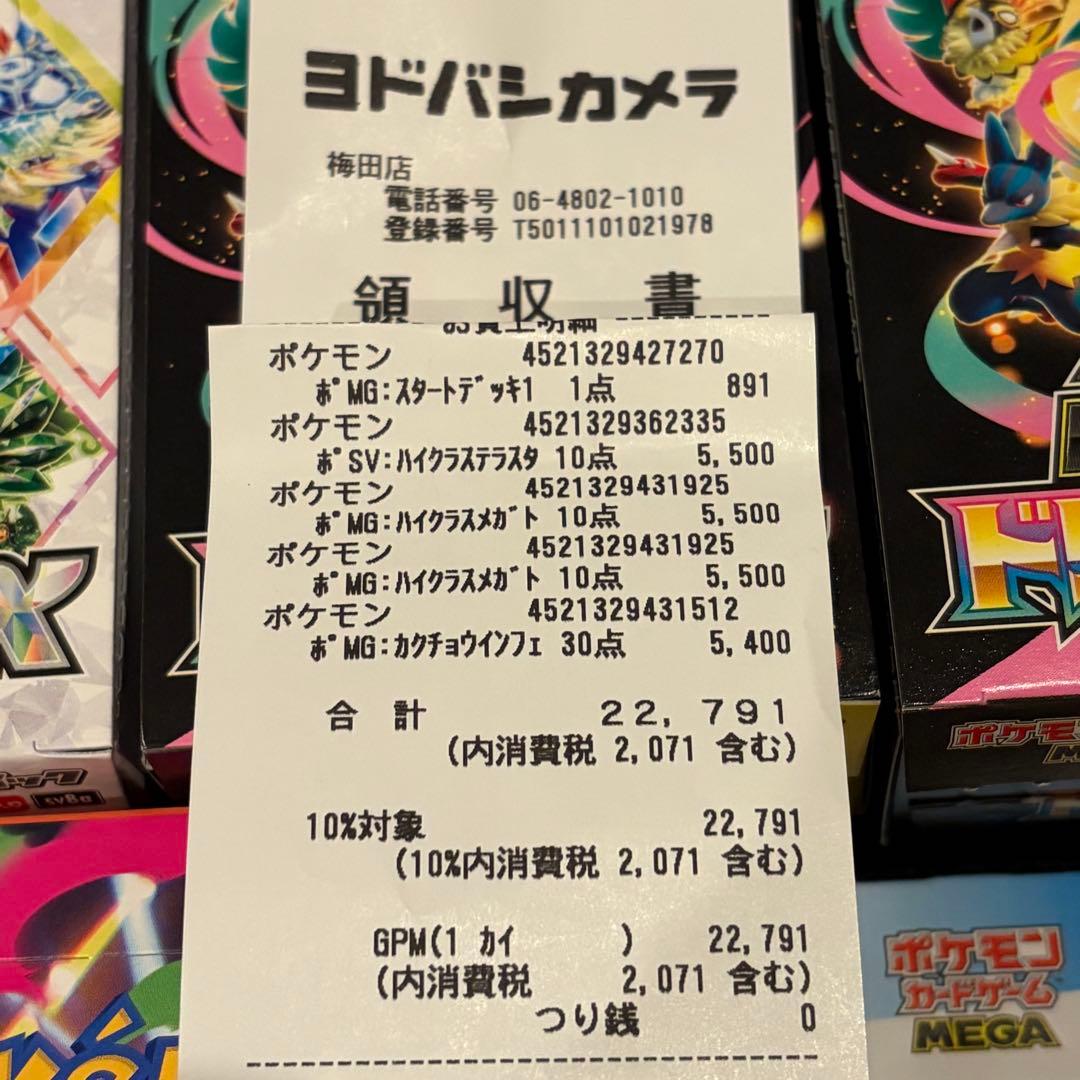 ヨドバシカメラ
梅田店
電話番号 06-4802-1010
登録番号 T5011101021978
領 収 書
お買上明細
ポケモン 4521329427270
ポﾟMG:ｽﾀｰﾄﾃﾞｯｷ1 1点 891
ポケモン 4521329362335
ポﾟSV:ﾊｲｸﾗｽﾃﾗｽﾀ 10点 5,500
ポケモン 4521329431925
ポﾟMG:ﾊｲｸﾗｽﾒｶﾞﾄ 10点 5,500
ポケモン 4521329431925
ポﾟMG:ﾊｲｸﾗｽﾒｶﾞﾄ 10点 5,500
ポケモン 4521329431512
ポﾟMG:ｶｸﾁｮｳｲﾝﾌｪ 30点 5,400
合 計 22,791
(内消費税 2,071 含む)
10%対象 22,791
(10%内消費税 2,071 含む)
GPM(1 ｶｲ ) 22,791
(内消費税 2,071 含む)
つり銭 0
sv8a
ポケモン
カードゲーム
MEGA